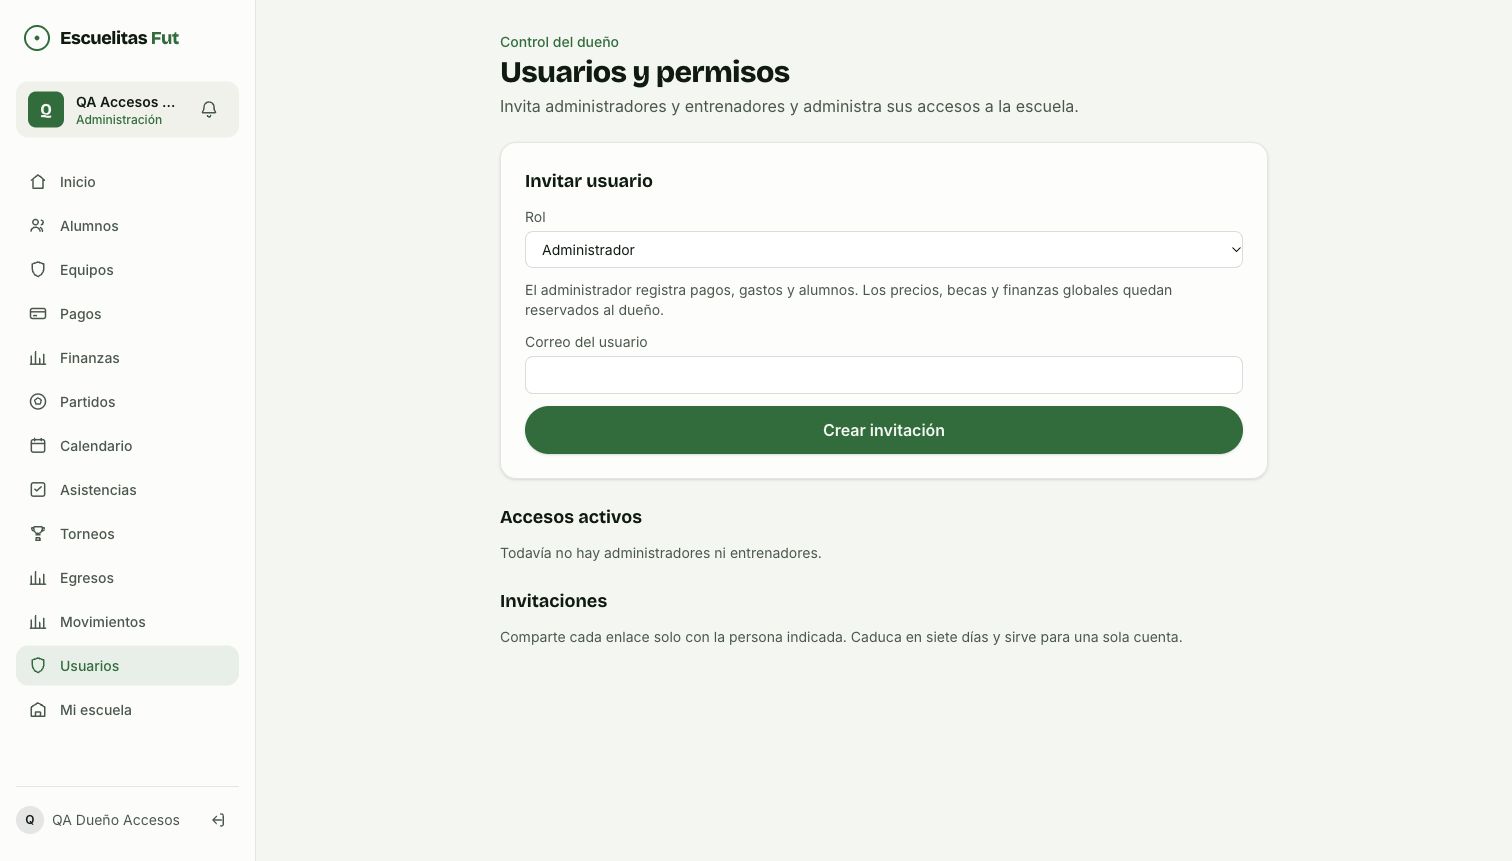 Escuelitas Fut
Q
QA Accesos ...
Administración
Inicio
Alumnos
Equipos
Pagos
Finanzas
Partidos
Calendario
Asistencias
Torneos
Egresos
Movimientos
Usuarios
Mi escuela
Q
QA Dueño Accesos
Control del dueño
Usuarios y permisos
Invita administradores y entrenadores y administra sus accesos a la escuela.
Invitar usuario
Rol
Administrador
El administrador registra pagos, gastos y alumnos. Los precios, becas y finanzas globales quedan
reservados al dueño.
Correo del usuario
Crear invitación
Accesos activos
Todavía no hay administradores ni entrenadores.
Invitaciones
Comparte cada enlace solo con la persona indicada. Caduca en siete días y sirve para una sola cuenta.